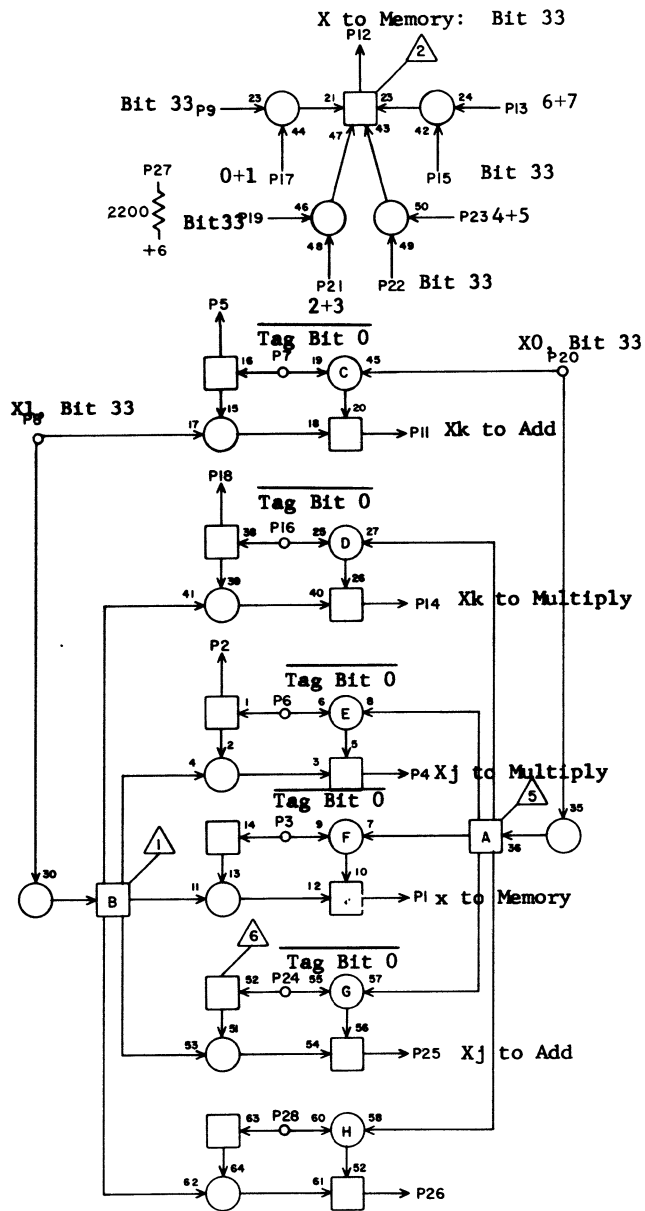 X to Memory: Bit 33
P12
2
Bit 33 P9 23 21 23 24 P13 6+7
44 47 43 42
P27 0+1 P17 P15 Bit 33
2200 Bit33 P19 46 50 P23 4+5
+6 48 49
P21 P22 Bit 33
2+3
P5 Tag Bit 0 X0, Bit 33
16 P7 19 C 45 P20
X1, Bit 33
15 20
17 18 P11 Xk to Add
P18 Tag Bit 0
38 P16 25 D 27
39 26
41 40 P14 Xk to Multiply
P2 Tag Bit 0
1 P6 6 E 8
2 5
4 3 P4 Xj to Multiply
Tag Bit 0 5
1 14 P3 9 F 7 A 36 35
30 13 10
B 11 12 P1 x to Memory
6 Tag Bit 0
52 P24 55 G 57
51 56
53 54 P25 Xj to Add
63 P28 60 H 58
64 52
62 61 P26